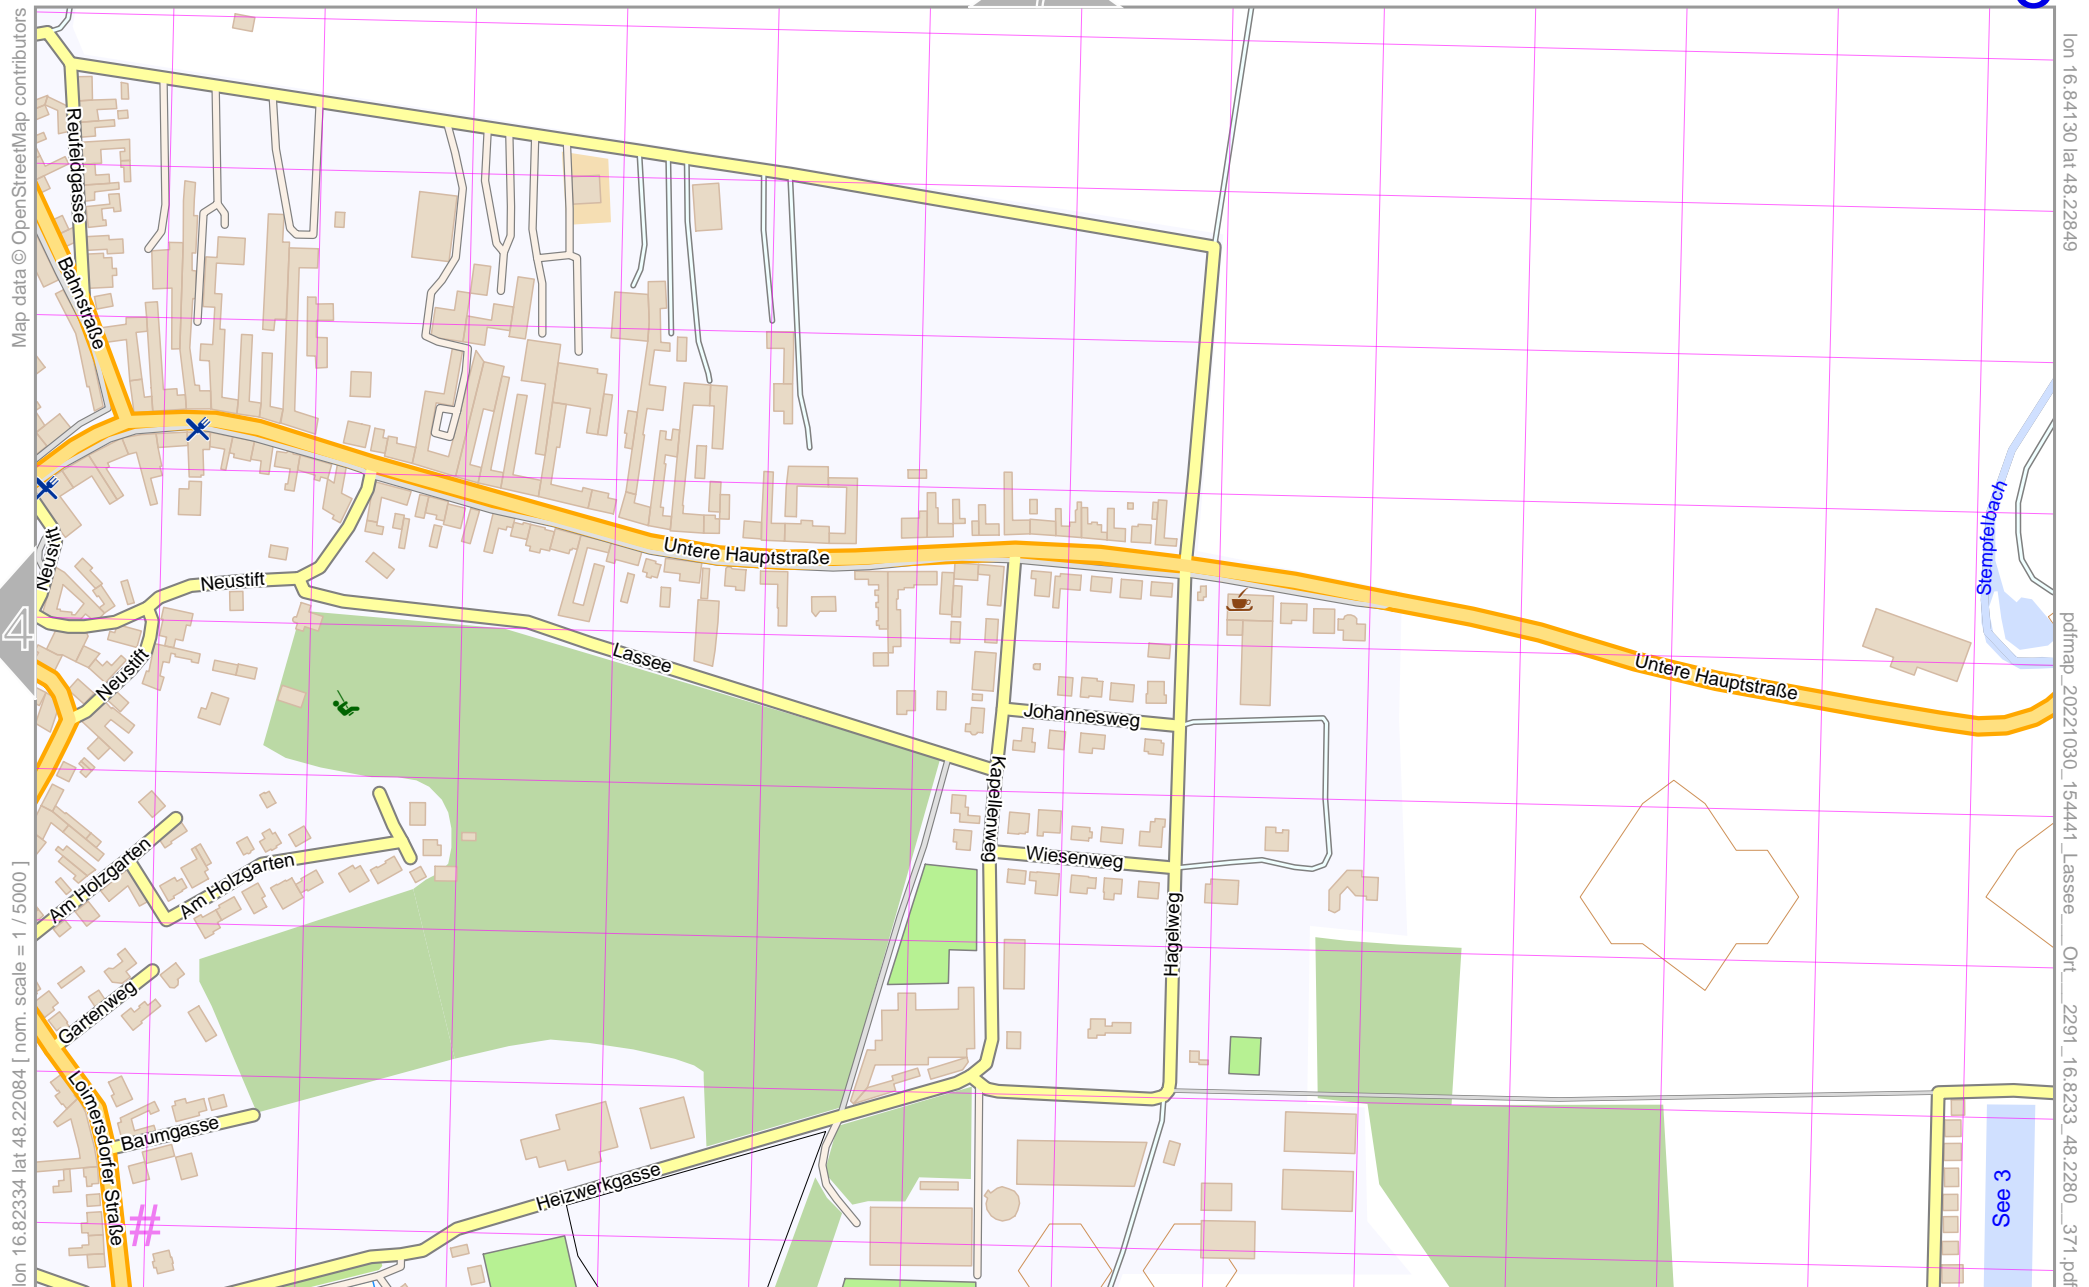 Map data © OpenStreetMap contributors
lon 16.82334 lat 48.22084 [ nom. scale = 1 / 5000 ]
lon 16.84130 lat 48.22849
pdfmap_20221030_154441_Lassee___Ort___2291_16.8233_48.2280__371.pdf
Reufeldgasse
Bahnstraße
Stempfelbach
Neustift
Untere Hauptstraße
Neustift
4
Lassee
Neustift
Untere Hauptstraße
Johannesweg
Kapellenweg
Wiesenweg
Am Holzgarten
Am Holzgarten
Hagelweg
Gartenweg
Loimersdorfer Straße
Baumgasse
Heizwerkgasse
See 3
#